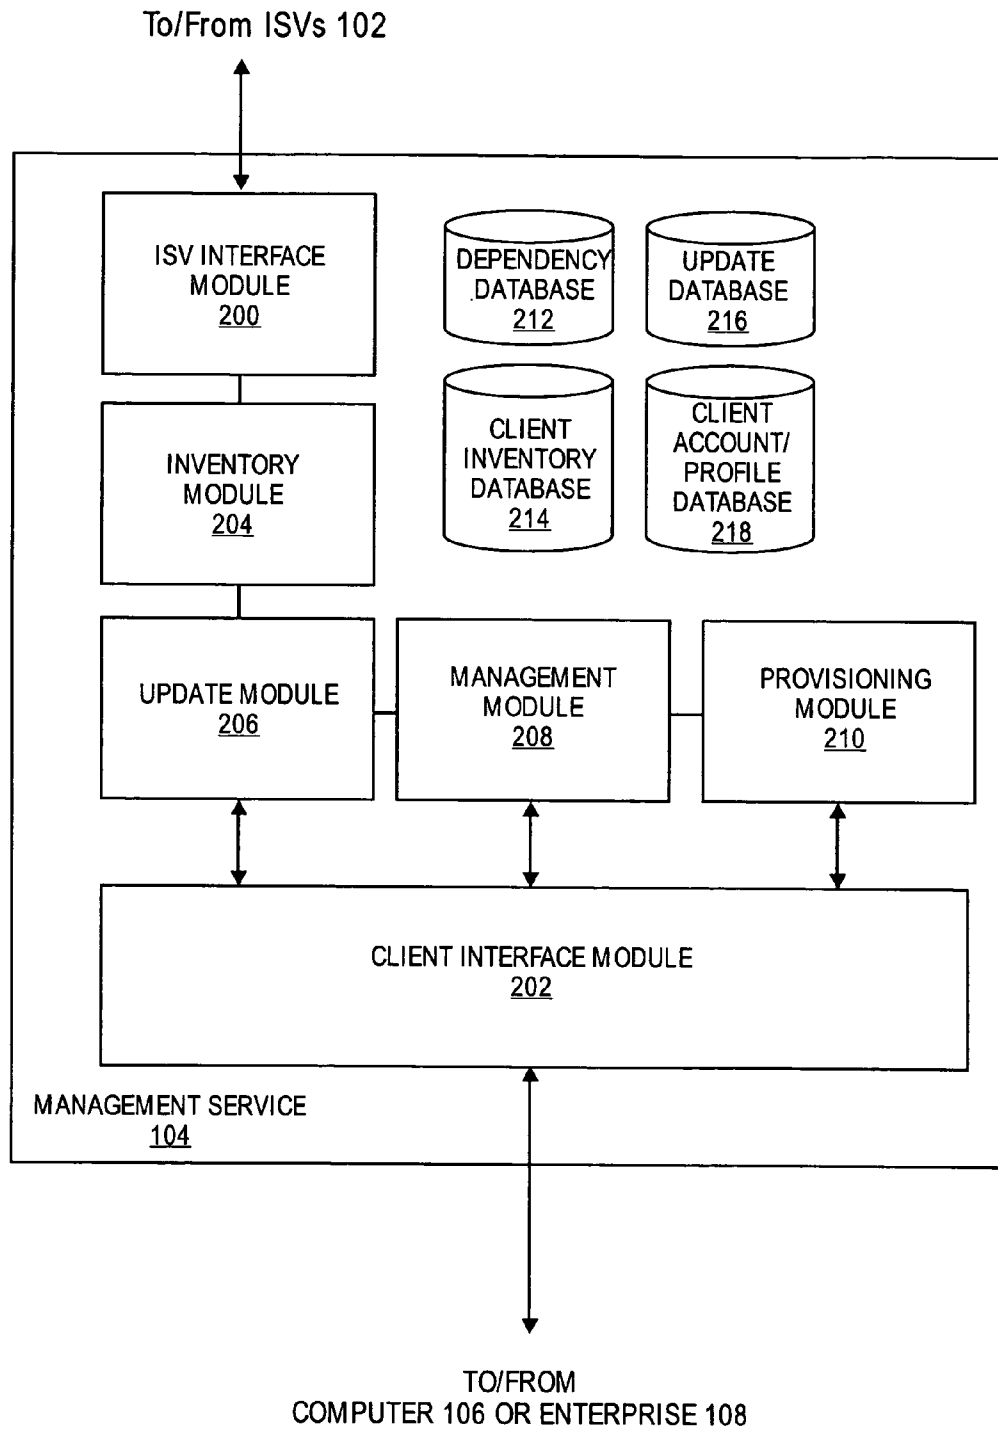 To/From ISVs 102
ISV INTERFACE
MODULE
200
DEPENDENCY
DATABASE
212
UPDATE
DATABASE
216
INVENTORY
MODULE
204
CLIENT
INVENTORY
DATABASE
214
CLIENT
ACCOUNT/
PROFILE
DATABASE
218
UPDATE MODULE
206
MANAGEMENT
MODULE
208
PROVISIONING
MODULE
210
CLIENT INTERFACE MODULE
202
MANAGEMENT SERVICE
104
TO/FROM
COMPUTER 106 OR ENTERPRISE 108